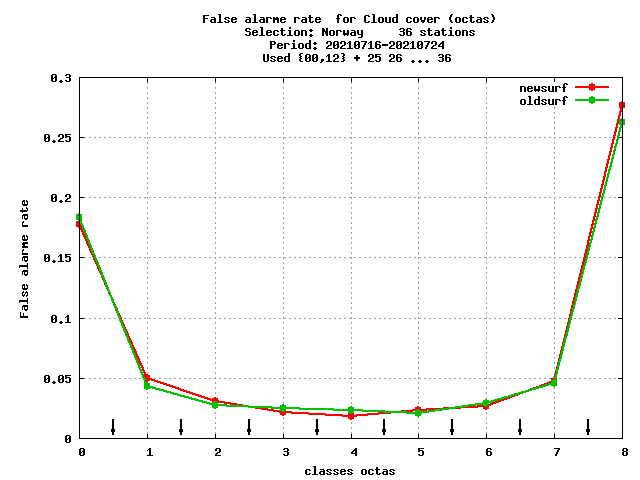 False alarme rate  for Cloud cover (octas)
Selection: Norway     36 stations
Period: 20210716-20210724
Used {00,12} + 25 26 ... 36
newsurf
oldsurf
False alarme rate
0.3
0.25
0.2
0.15
0.1
0.05
0
0 1 2 3 4 5 6 7 8
classes octas